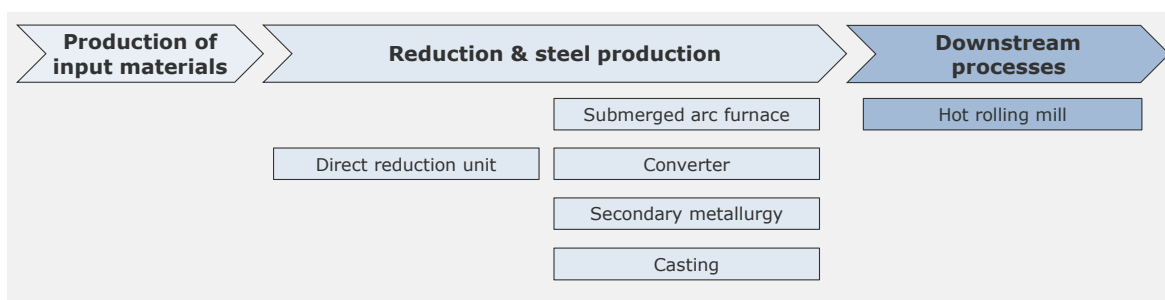 Production of
input materials
Reduction & steel production
Downstream
processes
Submerged arc furnace
Hot rolling mill
Direct reduction unit
Converter
Secondary metallurgy
Casting